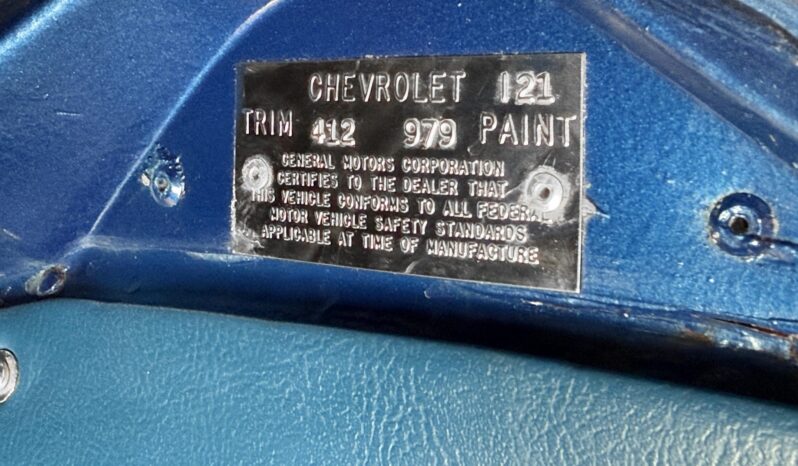 CHEVROLET 121
TRIM 412 979 PAINT
GENERAL MOTORS CORPORATION
CERTIFIES TO THE DEALER THAT
THIS VEHICLE CONFORMS TO ALL FEDERAL
MOTOR VEHICLE SAFETY STANDARDS
APPLICABLE AT TIME OF MANUFACTURE